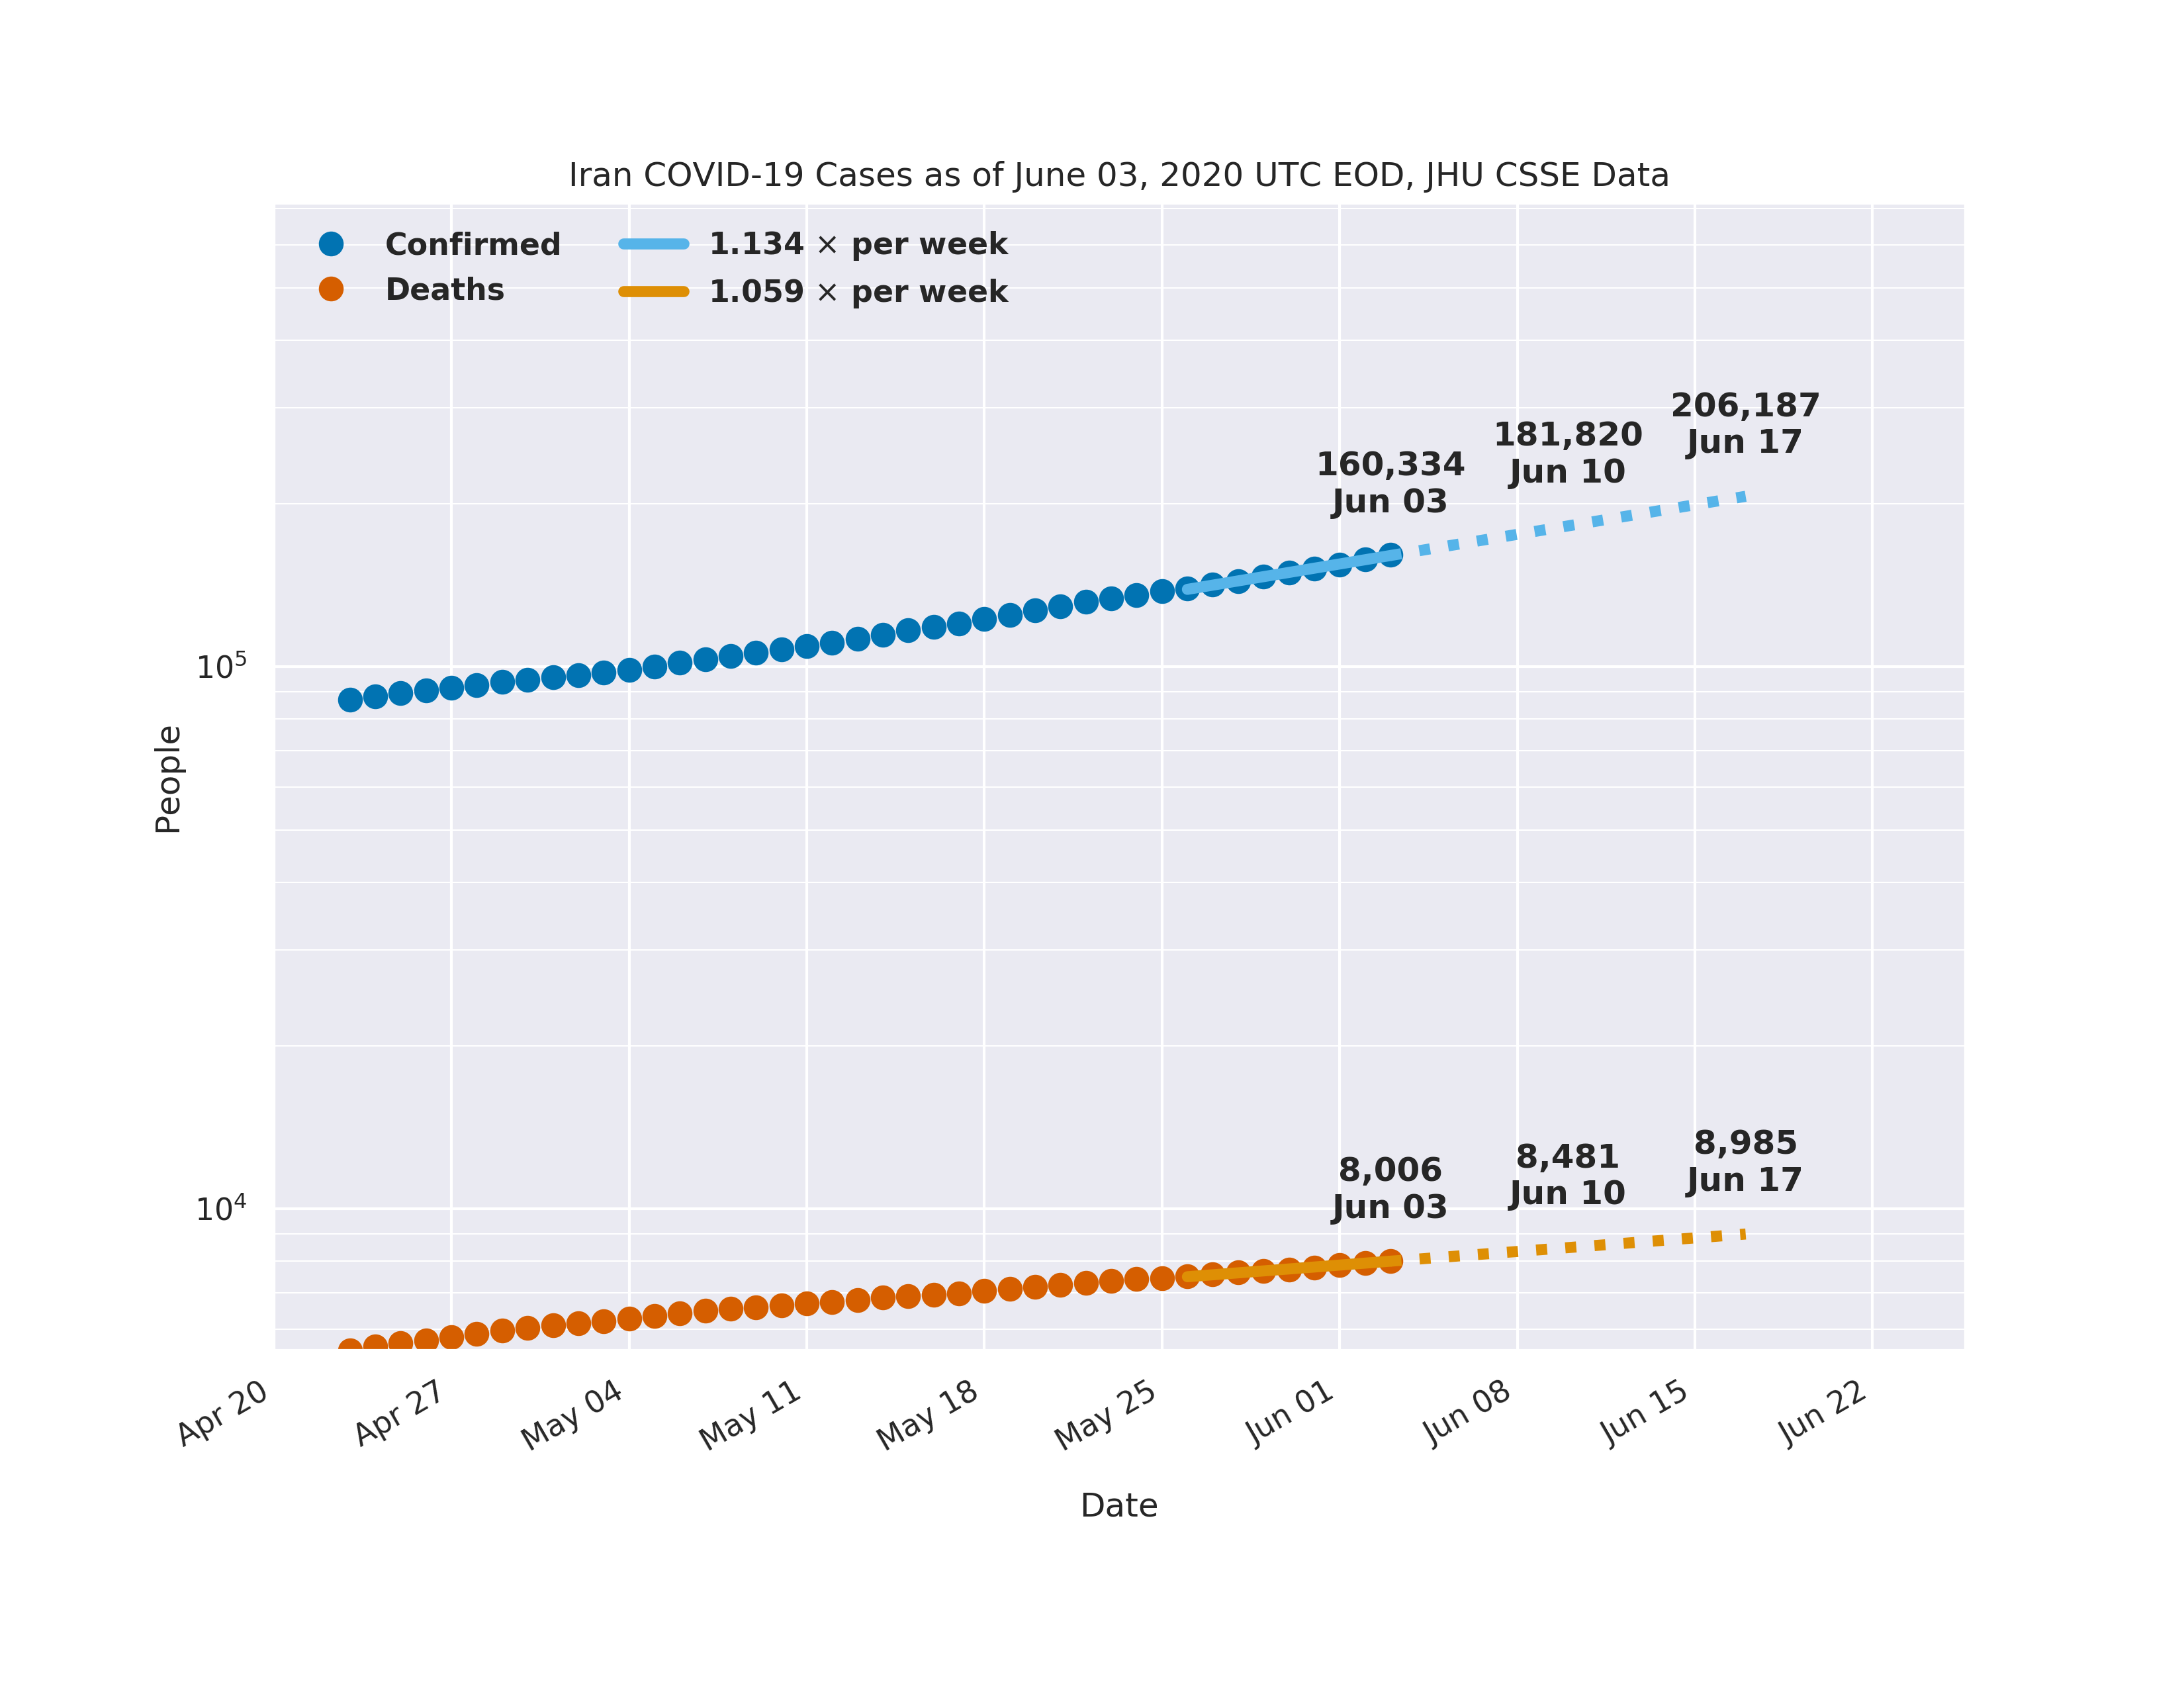 Iran COVID-19 Cases as of June 03, 2020 UTC EOD, JHU CSSE Data
Confirmed
Deaths
1.134 × per week
1.059 × per week
206,187
Jun 17
181,820
Jun 10
160,334
Jun 03
10⁵
People
8,985
Jun 17
8,481
Jun 10
8,006
Jun 03
10⁴
Apr 20
Apr 27
May 04
May 11
May 18
May 25
Jun 01
Jun 08
Jun 15
Jun 22
Date